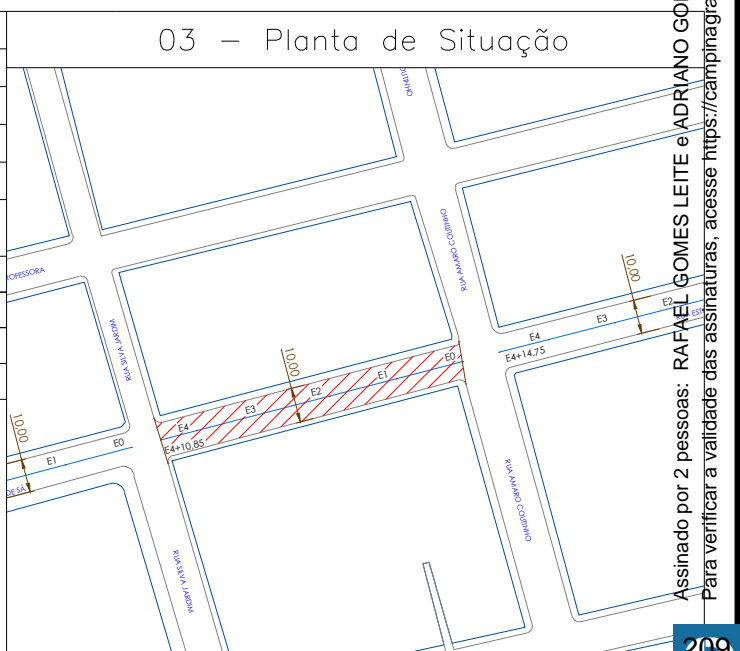 03 - Planta de Situação
RUA AMARO COUTINHO
RUA SILVA JARDIM
10,00
E2
E3
E4
E4+14,75
E0
E1
E2
E3
E4
E4+10,85
10,00
10,00
E0
E1
DE SÁ
RUA AMARO COUTINHO
RUA SILVA JARDIM
Assinado por 2 pessoas: RAFAEL GOMES LEITE e ADRIANO GO
Para verificar a validade das assinaturas, acesse https://campinagra
209